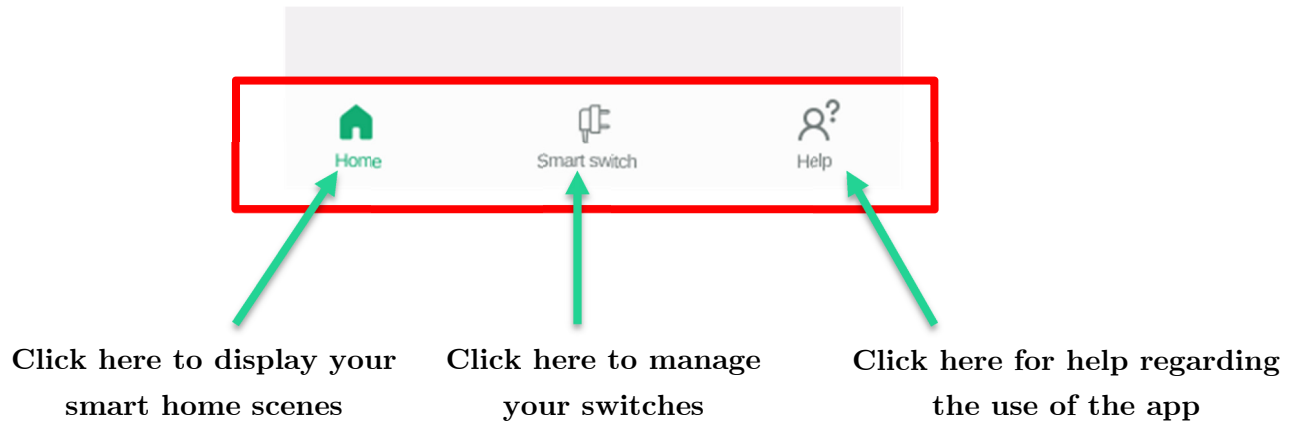 Home
Smart switch
Help
Click here to display your
smart home scenes
Click here to manage
your switches
Click here for help regarding
the use of the app